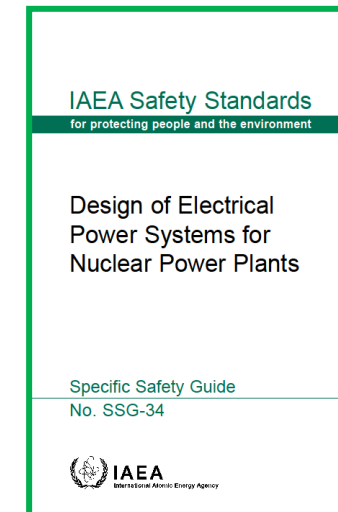 IAEA Safety Standards
for protecting people and the environment
Design of Electrical
Power Systems for
Nuclear Power Plants
Specific Safety Guide
No. SSG-34
IAEA
International Atomic Energy Agency